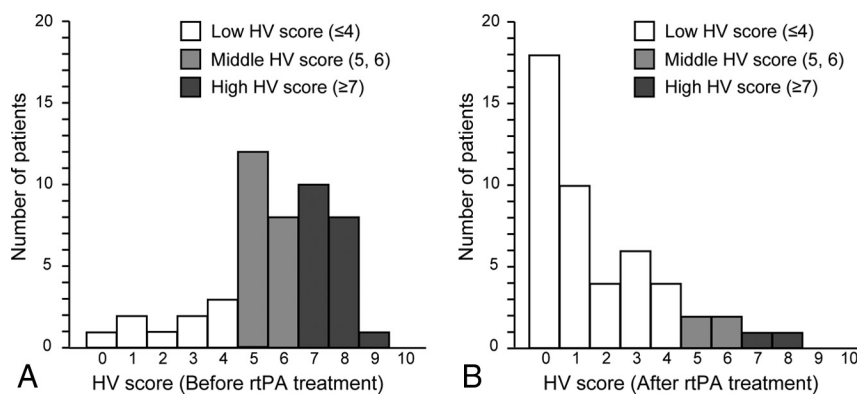 20
15
10
5
0
Number of patients
Low HV score (≤4)
Middle HV score (5, 6)
High HV score (≥7)
0 1 2 3 4 5 6 7 8 9 10
HV score (Before rtPA treatment)
A
20
15
10
5
0
Number of patients
Low HV score (≤4)
Middle HV score (5, 6)
High HV score (≥7)
0 1 2 3 4 5 6 7 8 9 10
HV score (After rtPA treatment)
B